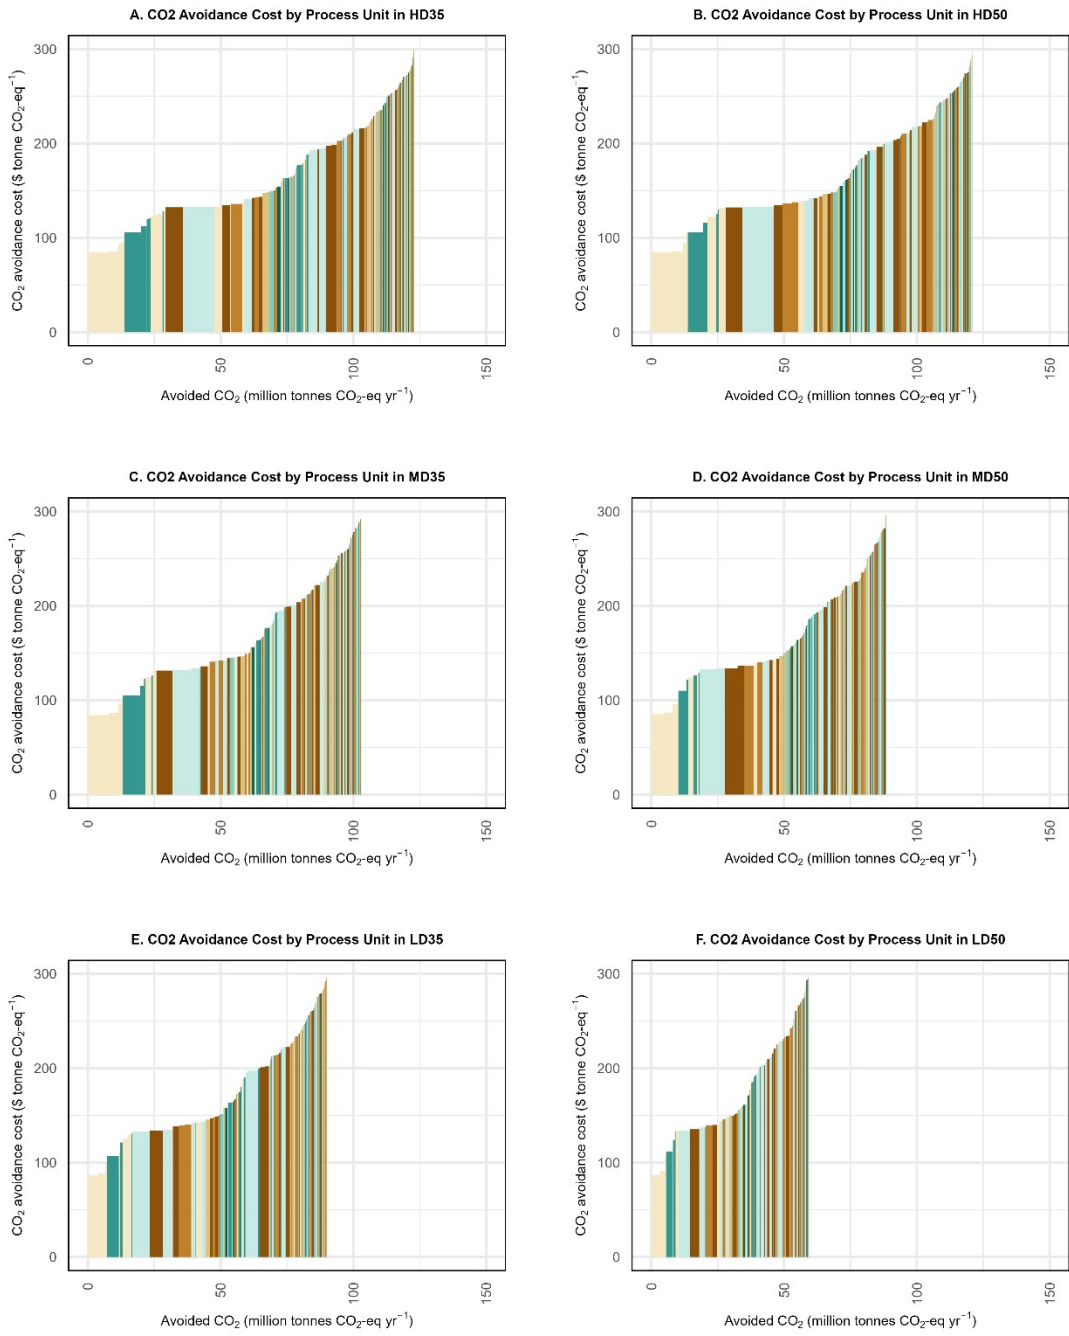 A. CO2 Avoidance Cost by Process Unit in HD35
300
200
100
0
CO₂ avoidance cost ($ tonne CO₂-eq⁻¹)
0 50 100 150
Avoided CO₂ (million tonnes CO₂-eq yr⁻¹)
B. CO2 Avoidance Cost by Process Unit in HD50
300
200
100
0
CO₂ avoidance cost ($ tonne CO₂-eq⁻¹)
0 50 100 150
Avoided CO₂ (million tonnes CO₂-eq yr⁻¹)
C. CO2 Avoidance Cost by Process Unit in MD35
300
200
100
0
CO₂ avoidance cost ($ tonne CO₂-eq⁻¹)
0 50 100 150
Avoided CO₂ (million tonnes CO₂-eq yr⁻¹)
D. CO2 Avoidance Cost by Process Unit in MD50
300
200
100
0
CO₂ avoidance cost ($ tonne CO₂-eq⁻¹)
0 50 100 150
Avoided CO₂ (million tonnes CO₂-eq yr⁻¹)
E. CO2 Avoidance Cost by Process Unit in LD35
300
200
100
0
CO₂ avoidance cost ($ tonne CO₂-eq⁻¹)
0 50 100 150
Avoided CO₂ (million tonnes CO₂-eq yr⁻¹)
F. CO2 Avoidance Cost by Process Unit in LD50
300
200
100
0
CO₂ avoidance cost ($ tonne CO₂-eq⁻¹)
0 50 100 150
Avoided CO₂ (million tonnes CO₂-eq yr⁻¹)